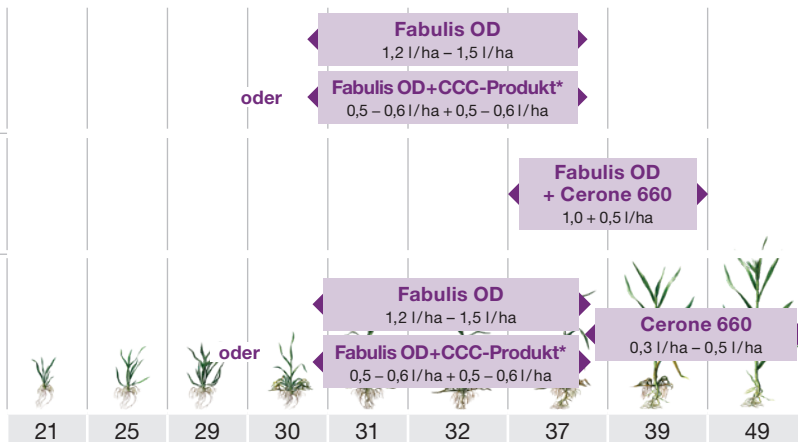 Fabulis OD
1,2 l/ha – 1,5 l/ha
oder
Fabulis OD+CCC-Produkt*
0,5 – 0,6 l/ha + 0,5 – 0,6 l/ha
Fabulis OD
+ Cerone 660
1,0 + 0,5 l/ha
Fabulis OD
1,2 l/ha – 1,5 l/ha
Cerone 660
0,3 l/ha – 0,5 l/ha
oder
Fabulis OD+CCC-Produkt*
0,5 – 0,6 l/ha + 0,5 – 0,6 l/ha
21 25 29 30 31 32 37 39 49